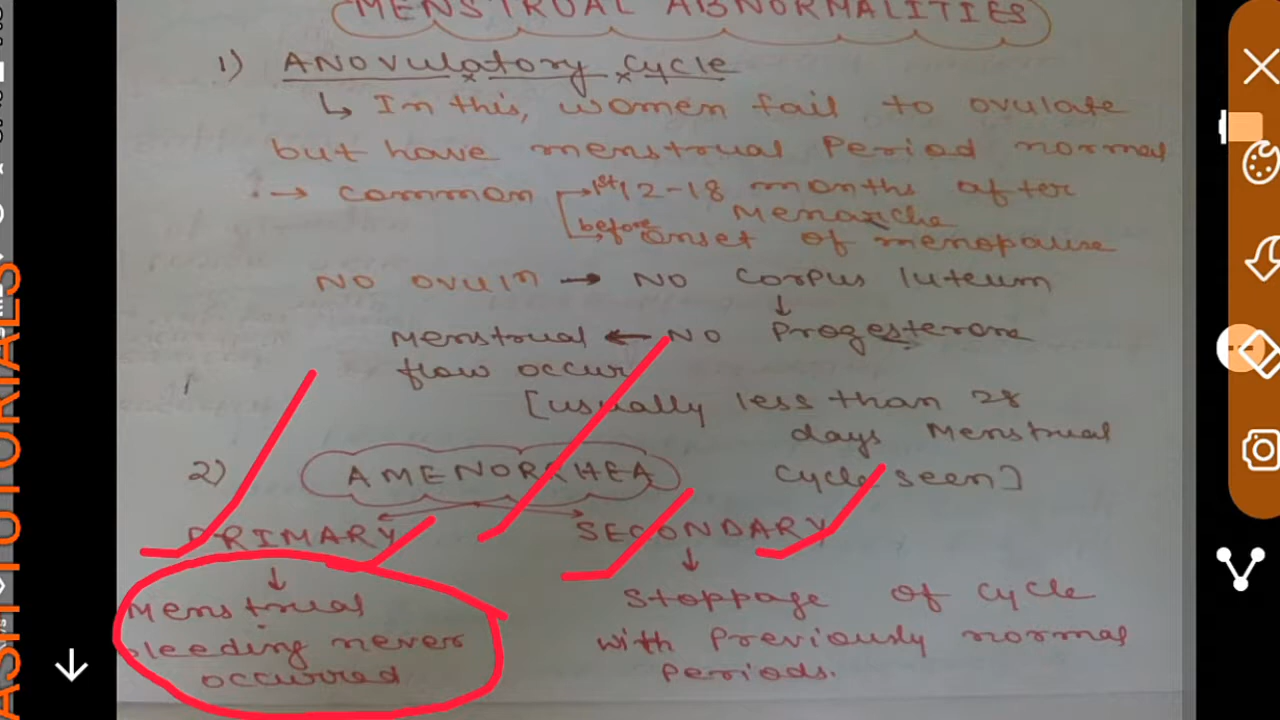 MENSTRUAL ABNORMALITIES
1) ANOVulatory Cycle
↳ In this, women fail to ovulate
but have menstrual Period normal
→ common → 1st 12-18 months after
Menarche
before → onset of menopause
NO OVUm → NO Corpus luteum
↓
Menstrual ← NO Progesterone
flow occur
[usually less than 28
days Menstrual
cycle seen]
2) AMENORRHEA
PRIMARY SECONDARY
↓ ↓
Menstrual
bleeding never
occurred
Stoppage of cycle
with Previously normal
Periods.
TUTORIALS